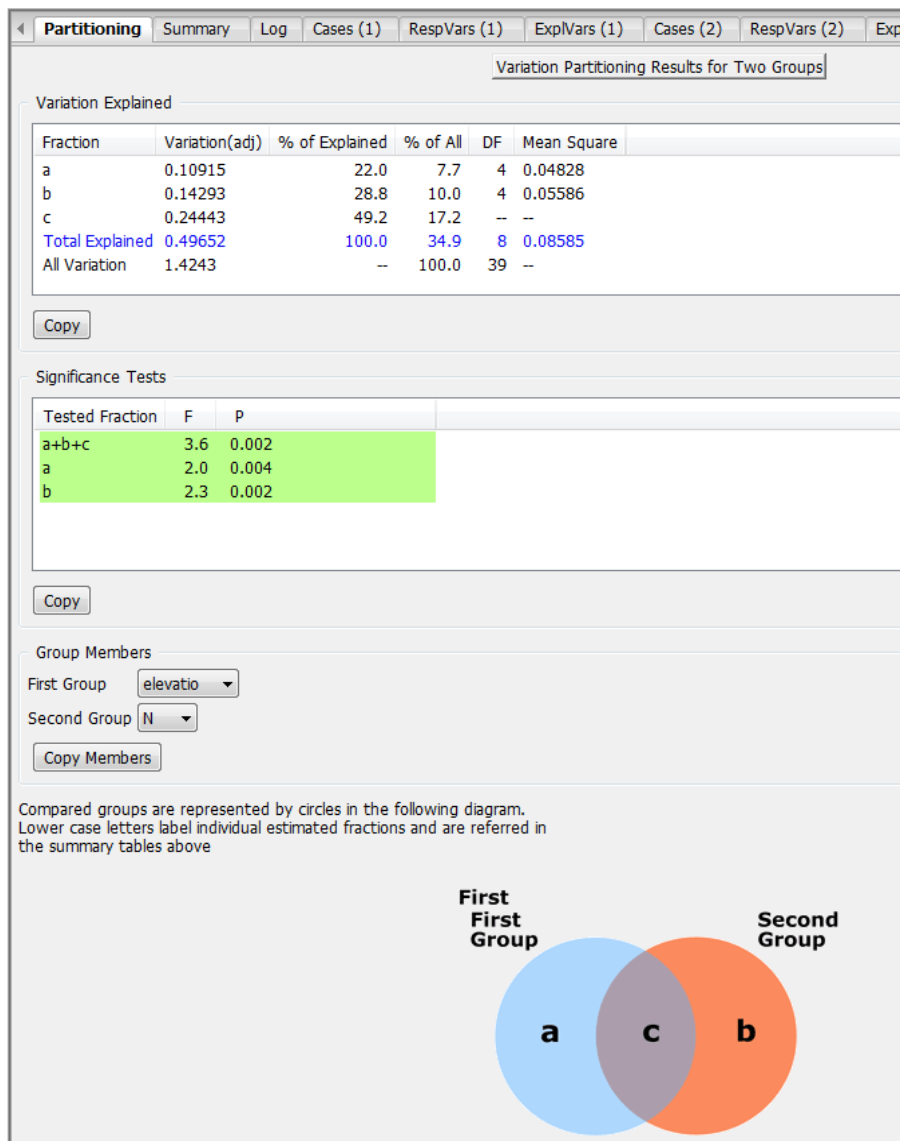 Partitioning Summary Log Cases (1) RespVars (1) ExplVars (1) Cases (2) RespVars (2) Exp
Variation Partitioning Results for Two Groups
Variation Explained
Fraction Variation(adj) % of Explained % of All DF Mean Square
a 0.10915 22.0 7.7 4 0.04828
b 0.14293 28.8 10.0 4 0.05586
c 0.24443 49.2 17.2 -- --
Total Explained 0.49652 100.0 34.9 8 0.08585
All Variation 1.4243 -- 100.0 39 --
Copy
Significance Tests
Tested Fraction F P
a+b+c 3.6 0.002
a 2.0 0.004
b 2.3 0.002
Copy
Group Members
First Group elevatio
Second Group N
Copy Members
Compared groups are represented by circles in the following diagram.
Lower case letters label individual estimated fractions and are referred in
the summary tables above
First
First Second
Group Group
a c b